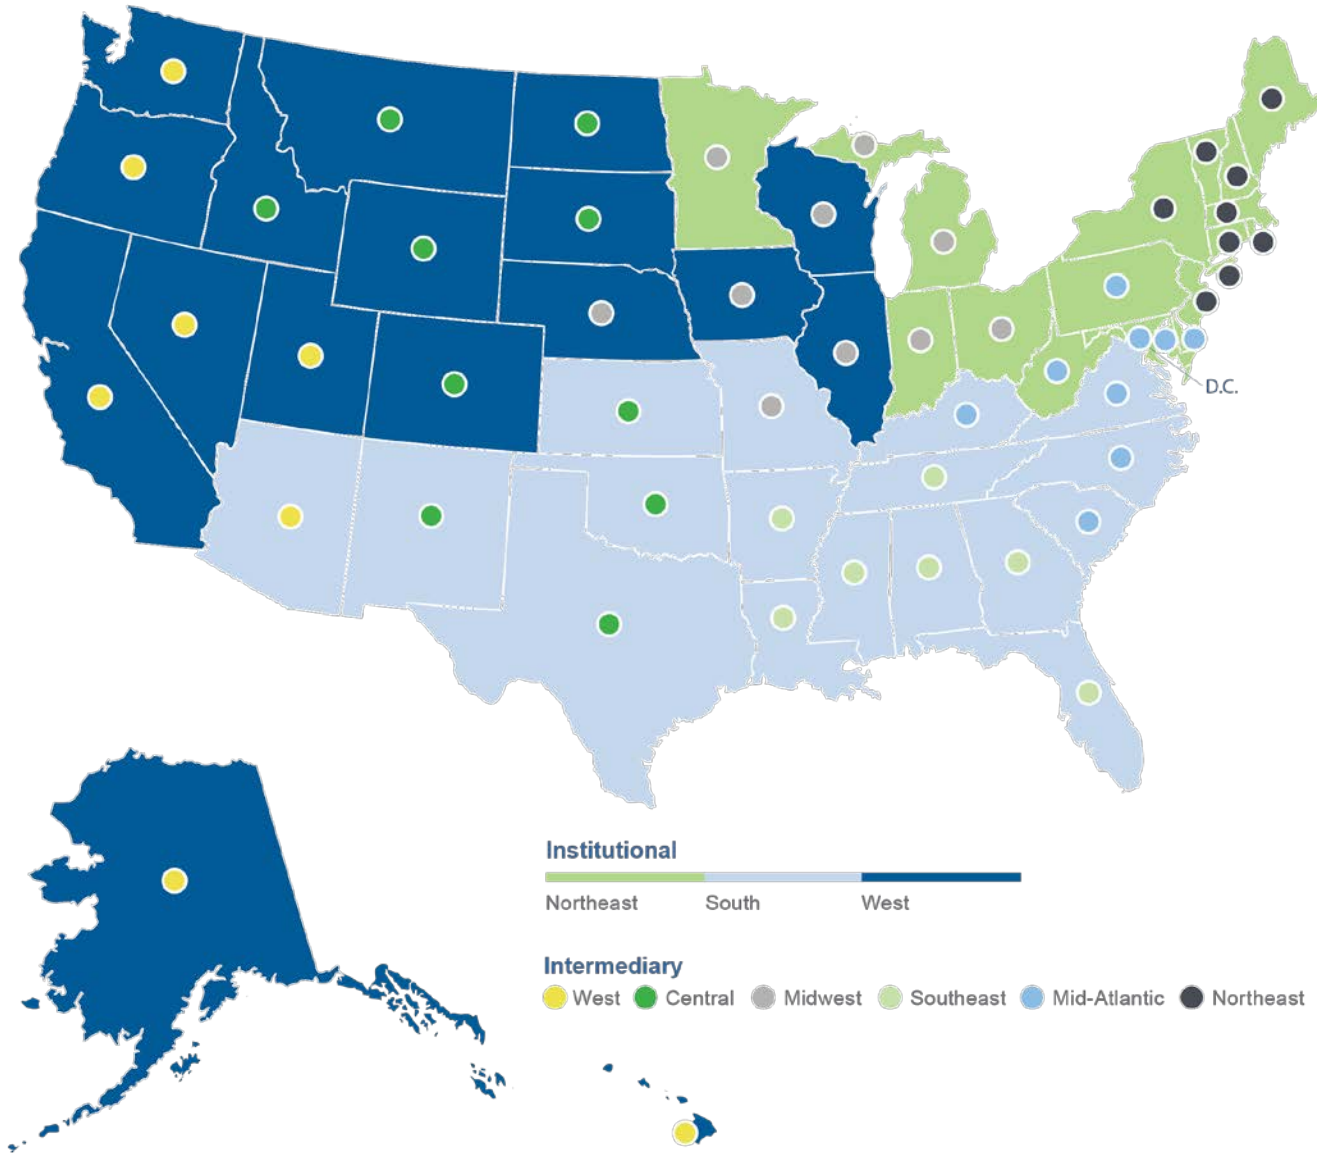 D.C.
Institutional
Northeast South West
Intermediary
West Central Midwest Southeast Mid-Atlantic Northeast